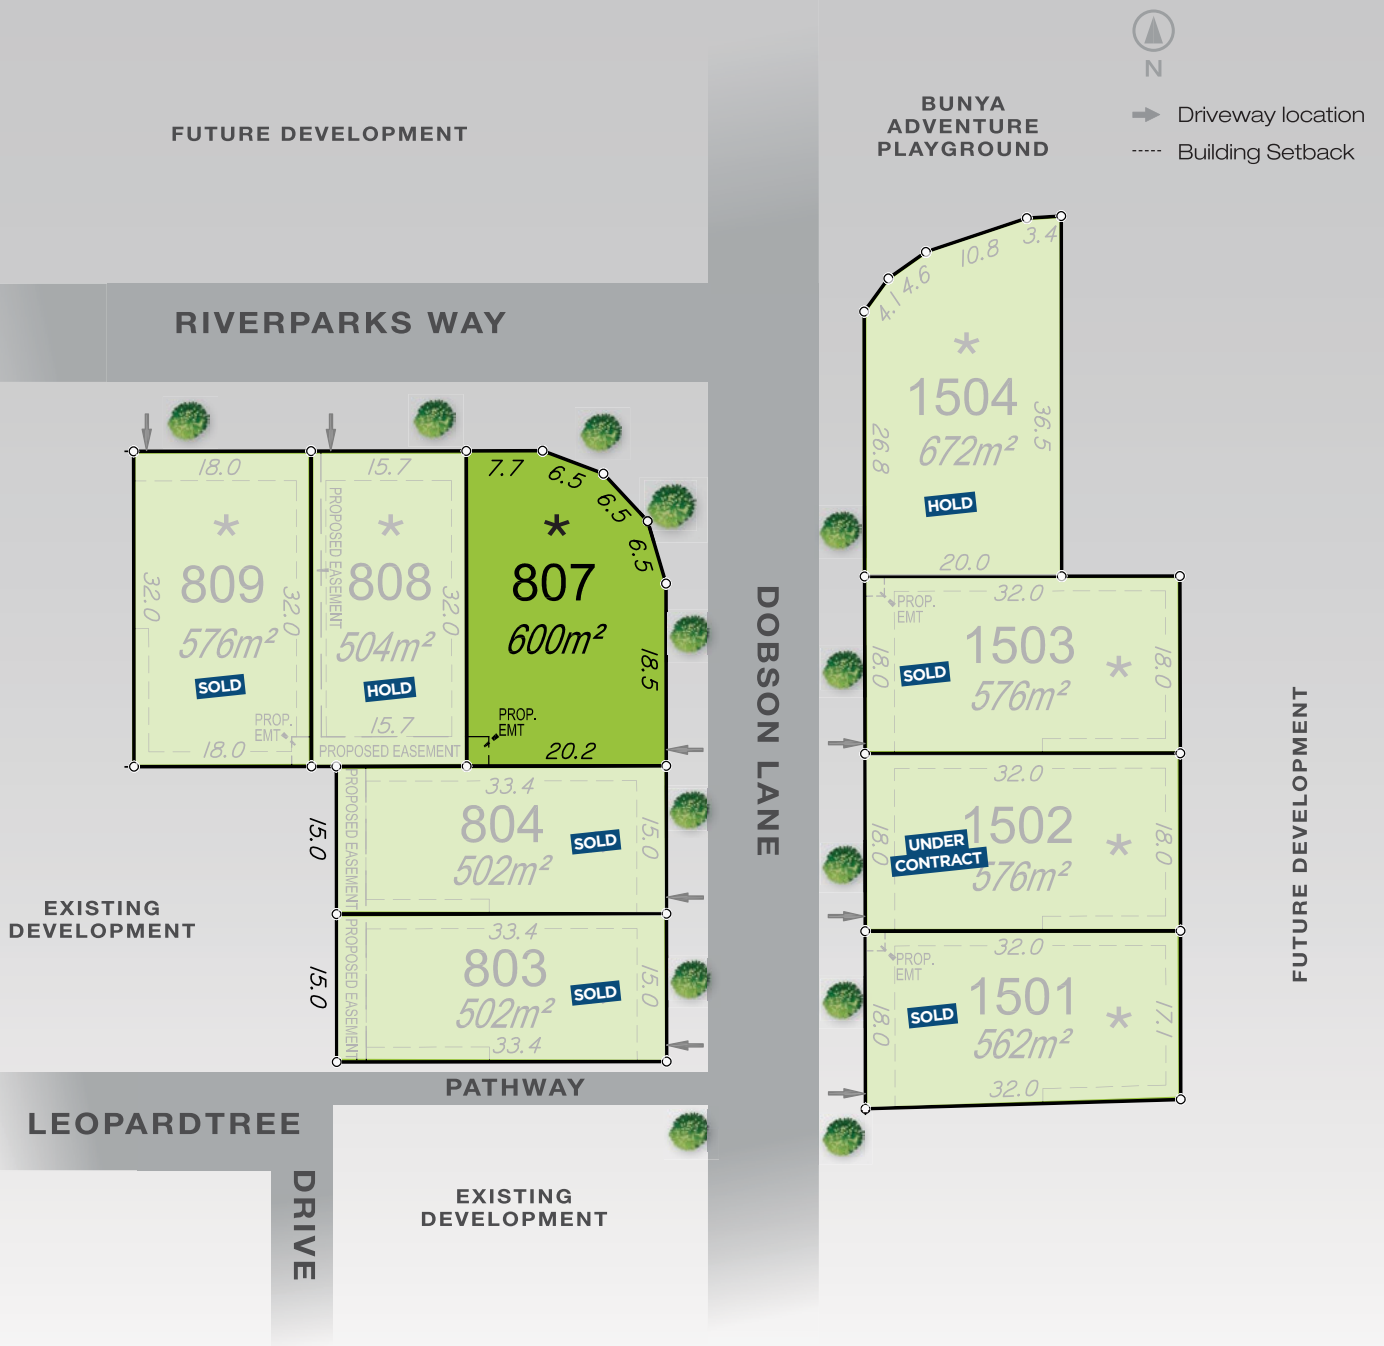 N
Driveway location
Building Setback
FUTURE DEVELOPMENT
BUNYA
ADVENTURE
PLAYGROUND
RIVERPARKS WAY
3.4
10.8
4.6
4.1
*
1504
672m²
26.8
36.5
HOLD
20.0
18.0
*
809
576m²
32.0
32.0
SOLD
PROP.
EMT
18.0
15.7
PROPOSED EASEMENT
*
808
504m²
32.0
HOLD
15.7
PROPOSED EASEMENT
7.7
6.5
6.5
6.5
*
807
600m²
18.5
PROP.
EMT
20.2
DOBSON LANE
32.0
PROP.
EMT
1503
576m²
*
18.0
18.0
SOLD
33.4
PROPOSED EASEMENT
804
502m²
15.0
15.0
SOLD
32.0
1502
576m²
*
18.0
18.0
UNDER
CONTRACT
FUTURE DEVELOPMENT
EXISTING
DEVELOPMENT
33.4
PROPOSED EASEMENT
803
502m²
15.0
15.0
SOLD
33.4
32.0
PROP.
EMT
1501
562m²
*
18.0
17.1
SOLD
32.0
PATHWAY
LEOPARDTREE
DRIVE
EXISTING
DEVELOPMENT